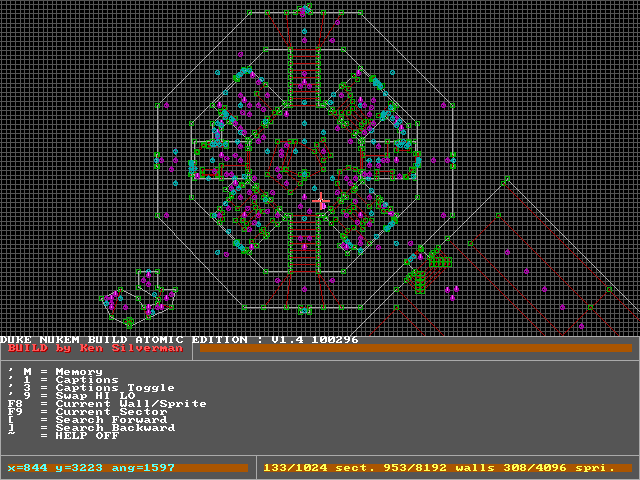 DUKE NUKEM BUILD ATOMIC EDITION : V1.4 100296
BUILD by Ken Silverman
' M = Memory
' 1 = Captions
' 3 = Captions Toggle
' 9 = Swap HI LO
F8 = Current Wall/Sprite
F9 = Current Sector
[ = Search Forward
] = Search Backward
~ = HELP OFF
x=844 y=3223 ang=1597
133/1024 sect. 953/8192 walls 308/4096 spri.